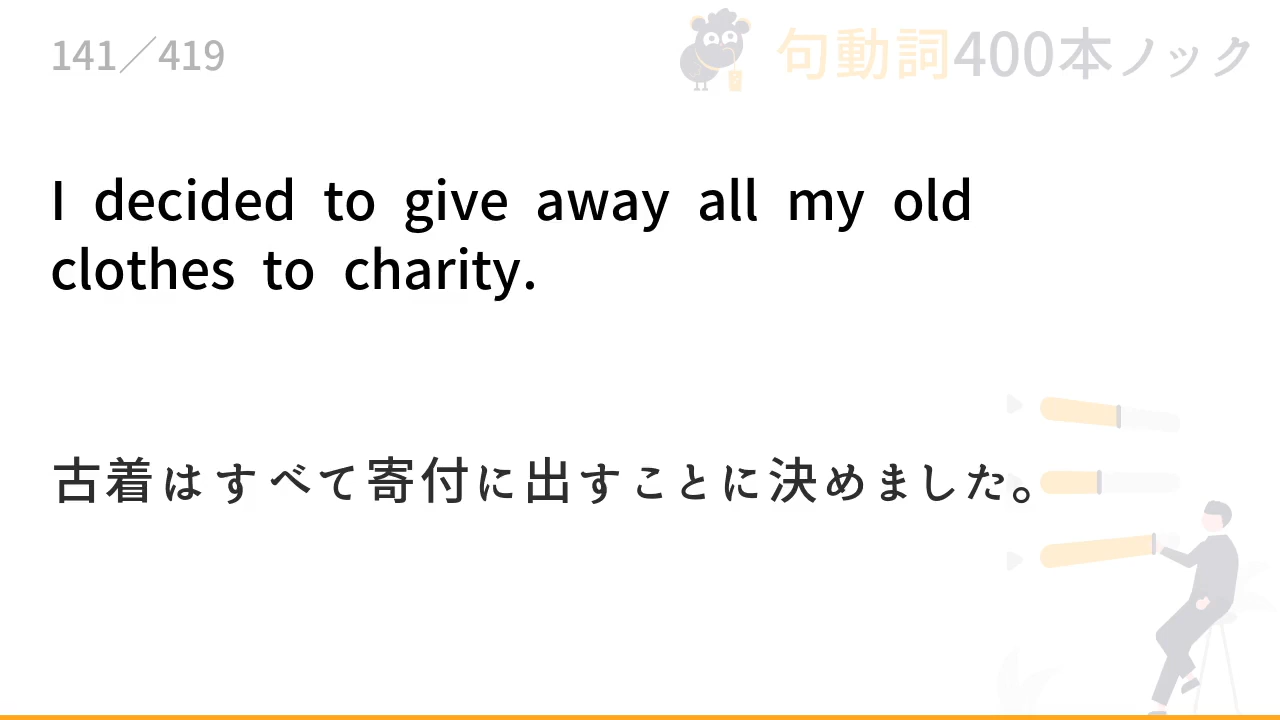 141／419
句動詞400本ノック
I decided to give away all my old
clothes to charity.
古着はすべて寄付に出すことに決めました。